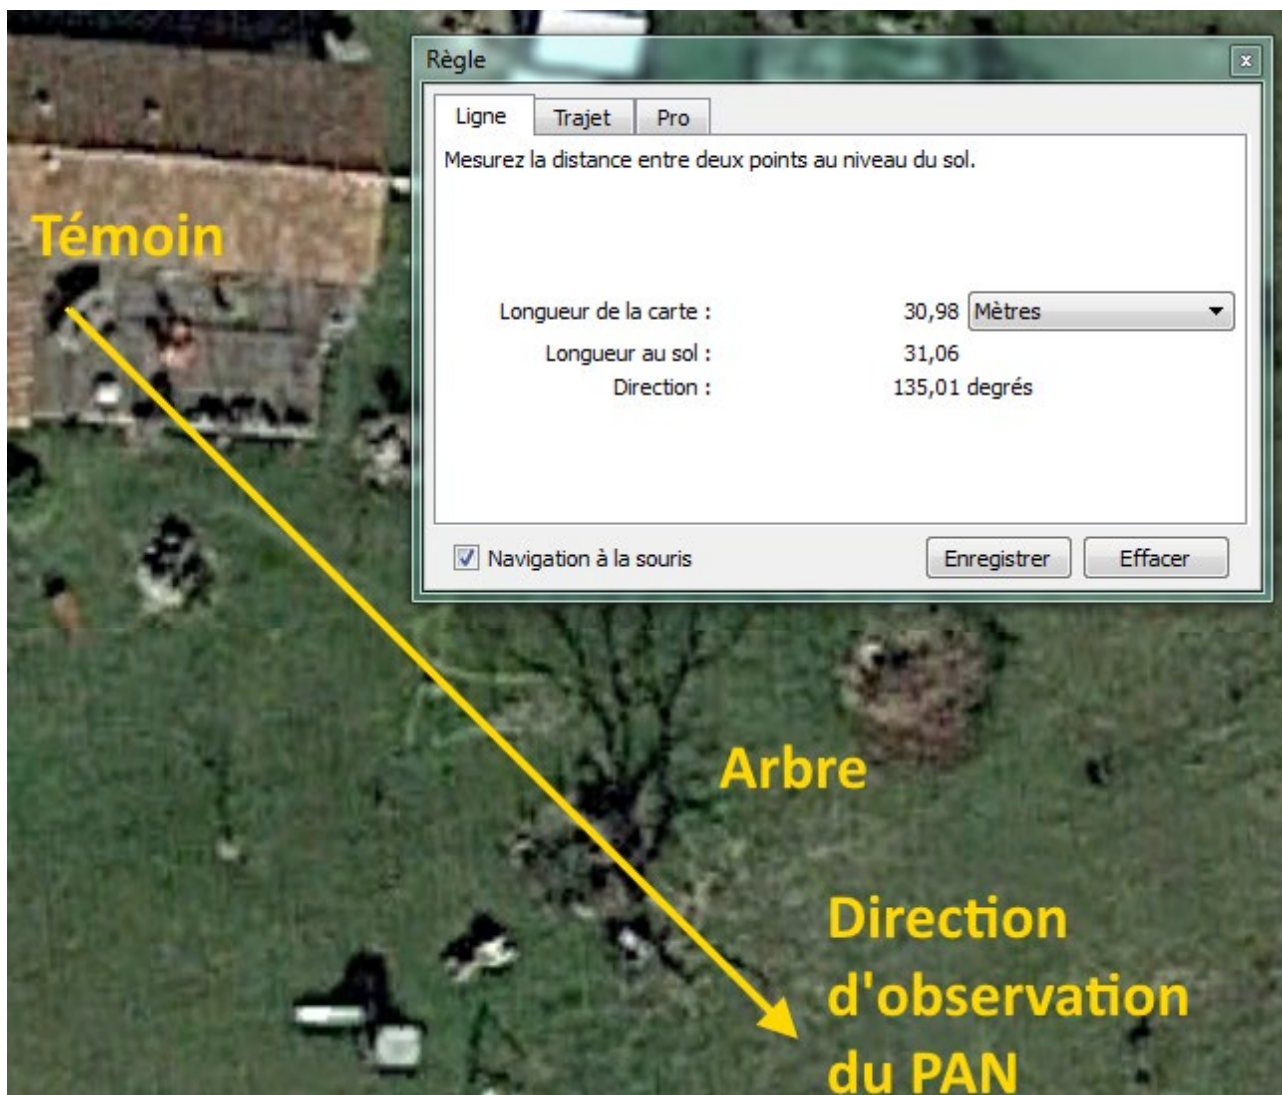 Règle
Ligne Trajet Pro
Mesurez la distance entre deux points au niveau du sol.
Longueur de la carte : 30,98 Mètres
Longueur au sol : 31,06
Direction : 135,01 degrés
Navigation à la souris Enregistrer Effacer
Témoin
Arbre
Direction
d'observation
du PAN